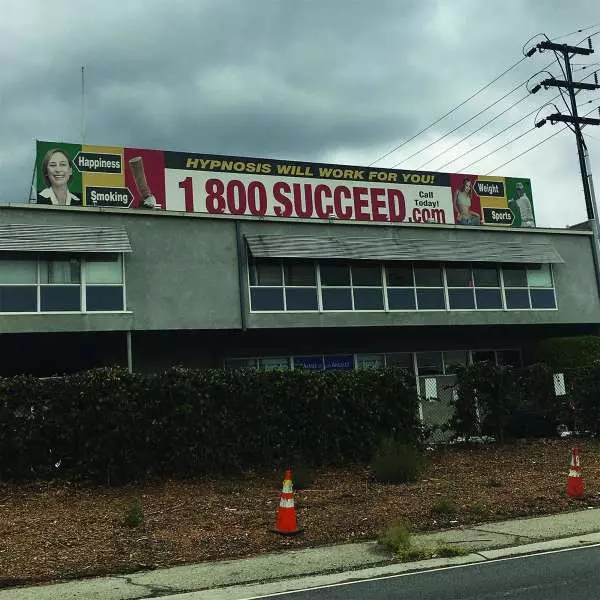 Happiness
Smoking
HYPNOSIS WILL WORK FOR YOU!
1 800 SUCCEED.com
Call
Today!
Weight
Sports